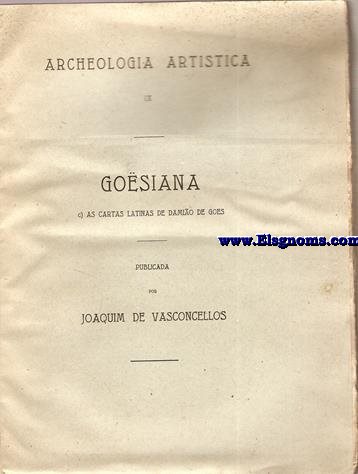 ARCHEOLOGIA ARTISTICA
IX
GOËSIANA
c) AS CARTAS LATINAS DE DAMIÃO DE GOES
www.Elsgnoms.com
PUBLICADA
POR
JOAQUIM DE VASCONCELLOS